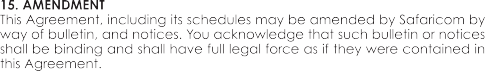 15. AMENDMENT
This Agreement, including its schedules may be amended by Safaricom by
way of bulletin, and notices. You acknowledge that such bulletin or notices
shall be binding and shall have full legal force as if they were contained in
this Agreement.